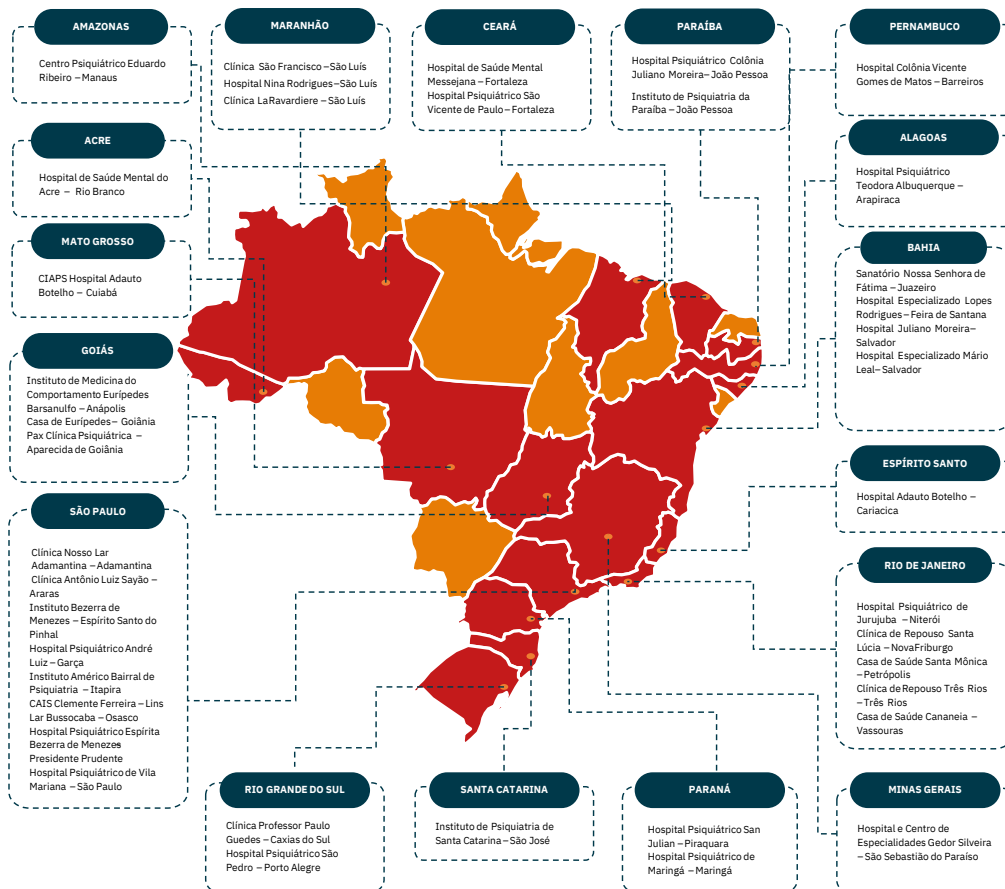 AMAZONAS
Centro Psiquiátrico Eduardo
Ribeiro – Manaus
MARANHÃO
Clínica São Francisco – São Luís
Hospital Nina Rodrigues – São Luís
Clínica La Ravardiere – São Luís
CEARÁ
Hospital de Saúde Mental
Messejana – Fortaleza
Hospital Psiquiátrico São
Vicente de Paulo – Fortaleza
PARAÍBA
Hospital Psiquiátrico Colônia
Juliano Moreira – João Pessoa
Instituto de Psiquiatria da
Paraíba – João Pessoa
PERNAMBUCO
Hospital Colônia Vicente
Gomes de Matos – Barreiros
ACRE
Hospital de Saúde Mental do
Acre – Rio Branco
ALAGOAS
Hospital Psiquiátrico
Teodora Albuquerque –
Arapiraca
MATO GROSSO
CIAPS Hospital Adauto
Botelho – Cuiabá
BAHIA
Sanatório Nossa Senhora de
Fátima – Juazeiro
Hospital Especializado Lopes
Rodrigues – Feira de Santana
Hospital Juliano Moreira –
Salvador
Hospital Especializado Mário
Leal – Salvador
GOIÁS
Instituto de Medicina do
Comportamento Eurípedes
Barsanulfo – Anápolis
Casa de Eurípedes – Goiânia
Pax Clínica Psiquiátrica –
Aparecida de Goiânia
ESPÍRITO SANTO
Hospital Adauto Botelho –
Cariacica
SÃO PAULO
Clínica Nosso Lar
Adamantina – Adamantina
Clínica Antônio Luiz Sayão –
Araras
Instituto Bezerra de
Menezes – Espírito Santo do
Pinhal
Hospital Psiquiátrico André
Luiz – Garça
Instituto Américo Bairral de
Psiquiatria – Itapira
CAIS Clemente Ferreira – Lins
Lar Bussocaba – Osasco
Hospital Psiquiátrico Espírita
Bezerra de Menezes –
Presidente Prudente
Hospital Psiquiátrico de Vila
Mariana – São Paulo
RIO DE JANEIRO
Hospital Psiquiátrico de
Jurujuba – Niterói
Clínica de Repouso Santa
Lúcia – Nova Friburgo
Casa de Saúde Santa Mônica
– Petrópolis
Clínica de Repouso Três Rios
– Três Rios
Casa de Saúde Cananeia –
Vassouras
RIO GRANDE DO SUL
Clínica Professor Paulo
Guedes – Caxias do Sul
Hospital Psiquiátrico São
Pedro – Porto Alegre
SANTA CATARINA
Instituto de Psiquiatria de
Santa Catarina – São José
PARANÁ
Hospital Psiquiátrico San
Julian – Piraquara
Hospital Psiquiátrico de
Maringá – Maringá
MINAS GERAIS
Hospital e Centro de
Especialidades Gedor Silveira
– São Sebastião do Paraíso